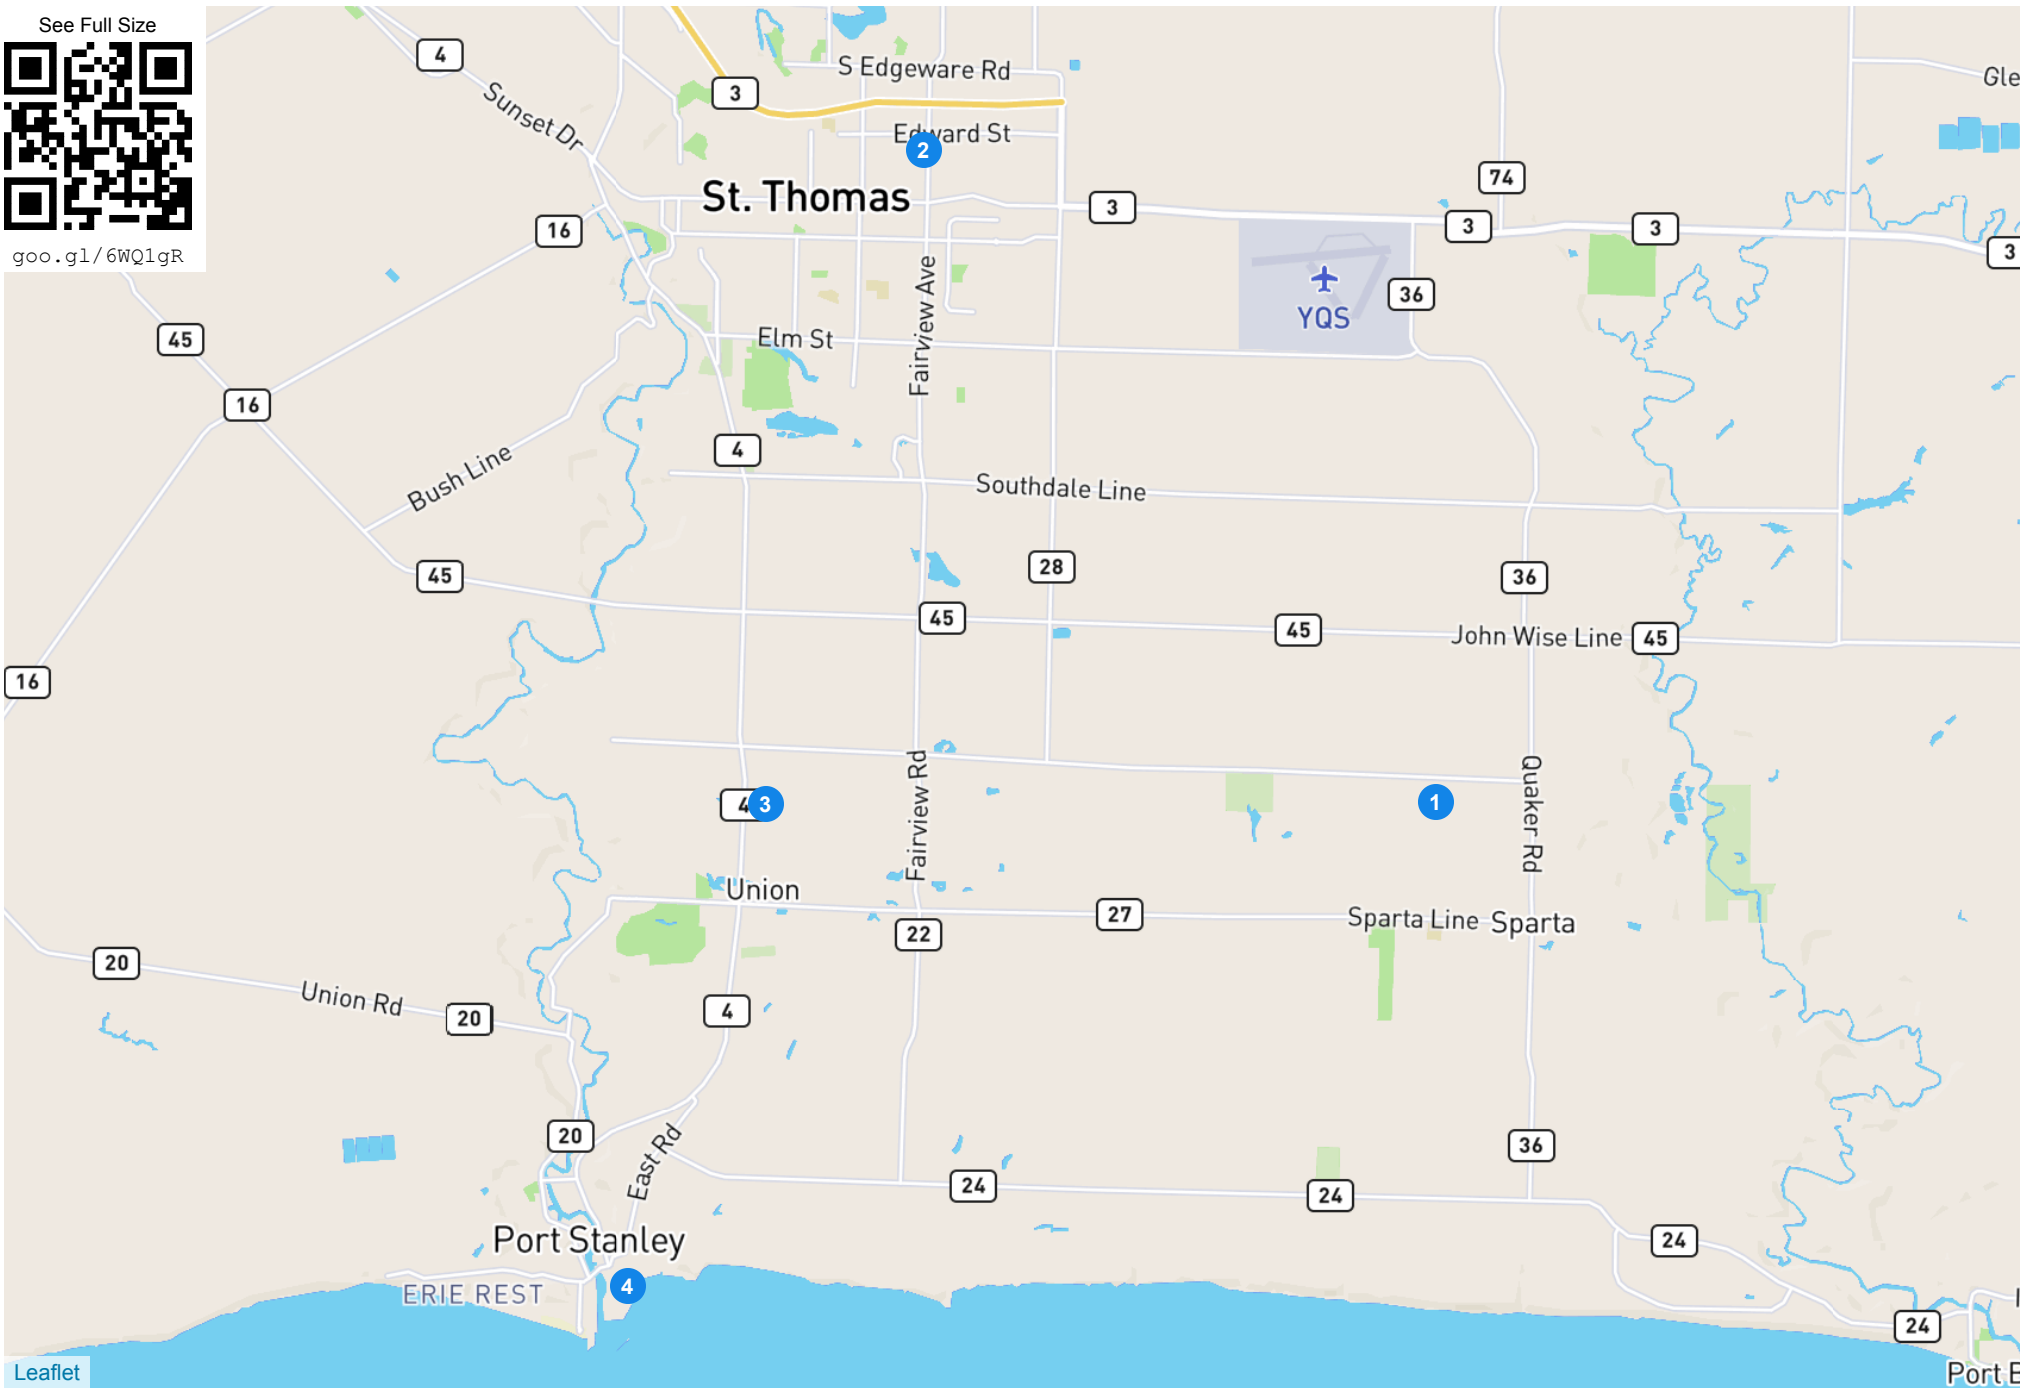 See Full Size
goo.gl/6WQ1gR
4
Sunset Dr
3
S Edgeware Rd
Gle
Edward St
2
St. Thomas
3
74
3
3
3
16
36
YQS
45
Elm St
Fairview Ave
16
4
Bush Line
Southdale Line
45
28
36
45
45
John Wise Line
45
16
Fairview Rd
Quaker Rd
4
3
1
Union
27
Sparta Line
Sparta
22
20
Union Rd
20
4
20
East Rd
36
24
24
Port Stanley
24
4
ERIE REST
24
Leaflet
Port